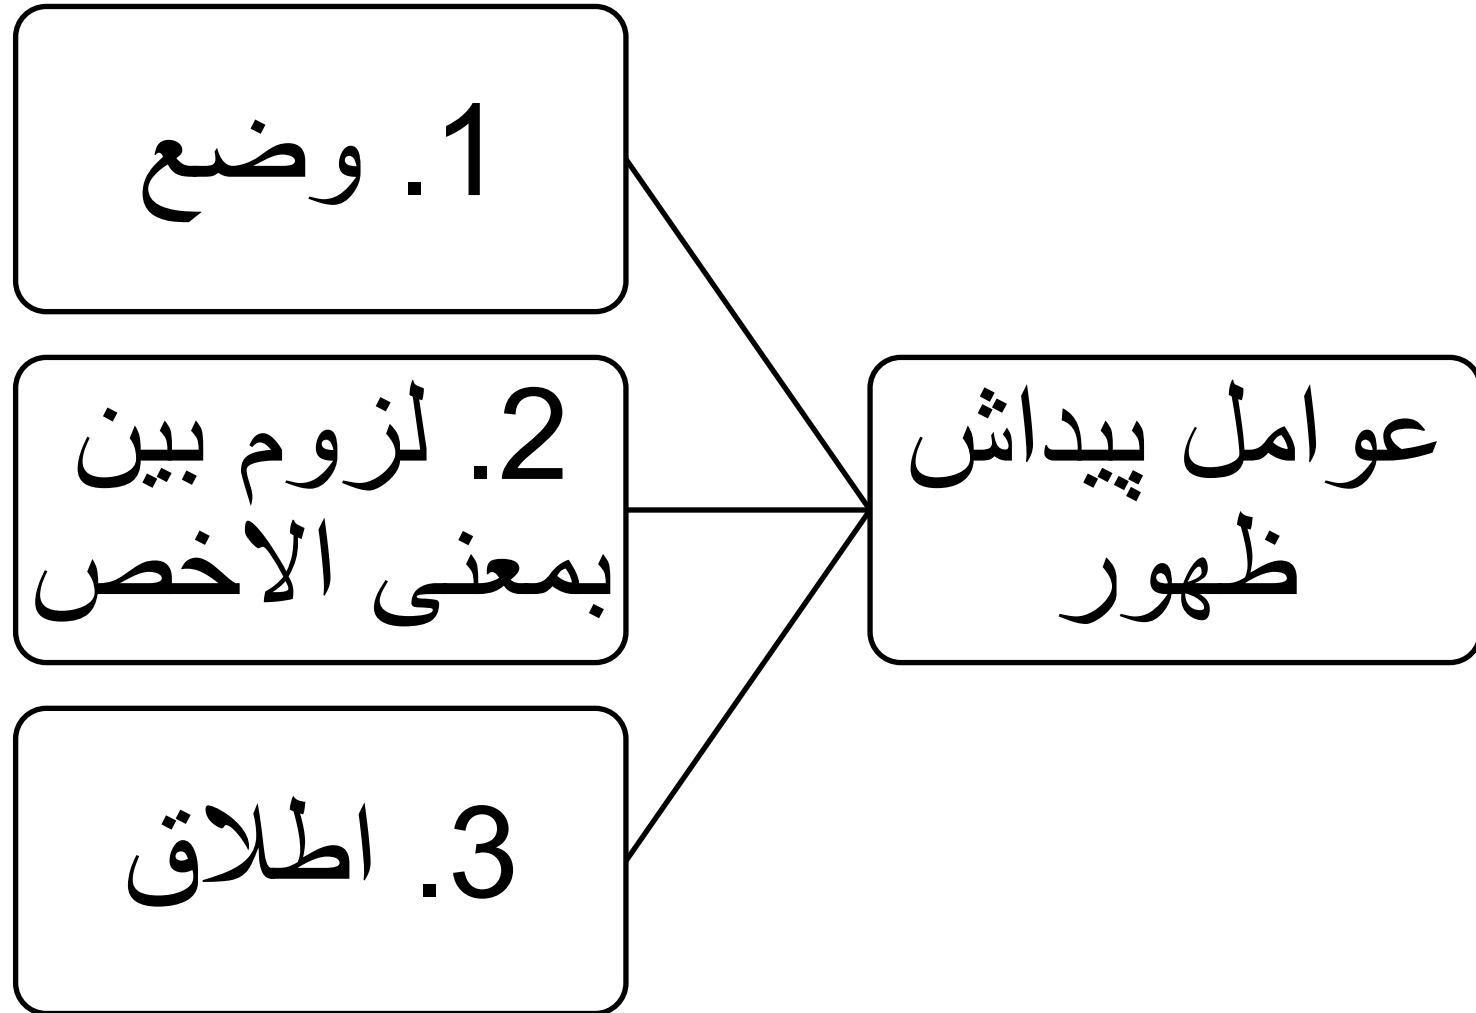 عوامل پیداش
ظهور
1. وضع
2. لزوم بین
بمعنی الاخص
3. اطلاق